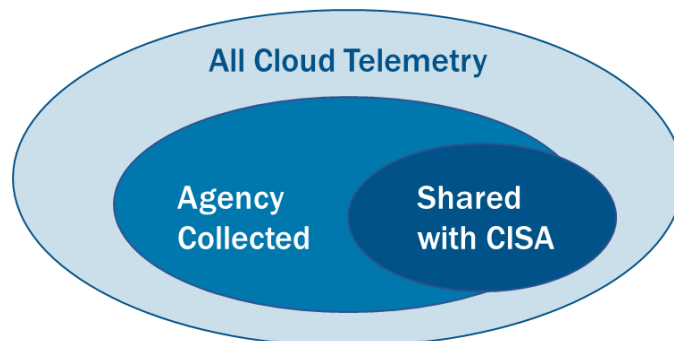 All Cloud Telemetry
Agency
Collected
Shared
with CISA